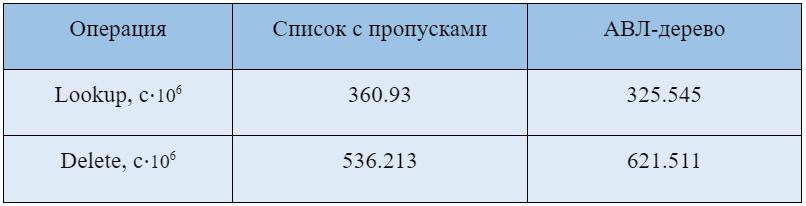 Операция Список с пропусками АВЛ-дерево
Lookup, с·10⁶ 360.93 325.545
Delete, с·10⁶ 536.213 621.511